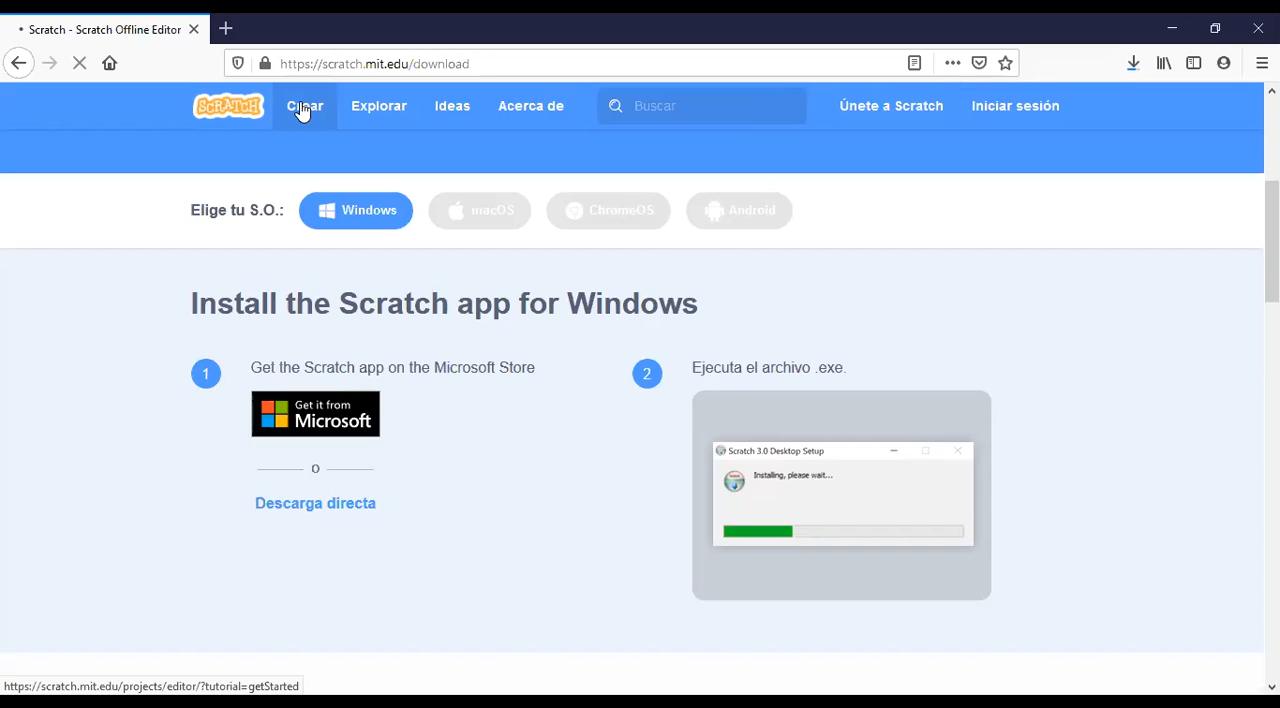 Scratch - Scratch Offline Editor
https://scratch.mit.edu/download
SCRATCH
Explorar
Ideas
Acerca de
Buscar
Únete a Scratch
Iniciar sesión
Elige tu S.O.:
Windows
macOS
ChromeOS
Android
Install the Scratch app for Windows
1
Get the Scratch app on the Microsoft Store
Get it from
Microsoft
o
Descarga directa
2
Ejecuta el archivo .exe.
Scratch 3.0 Desktop Setup
Installing, please wait...
https://scratch.mit.edu/projects/editor/?tutorial=getStarted